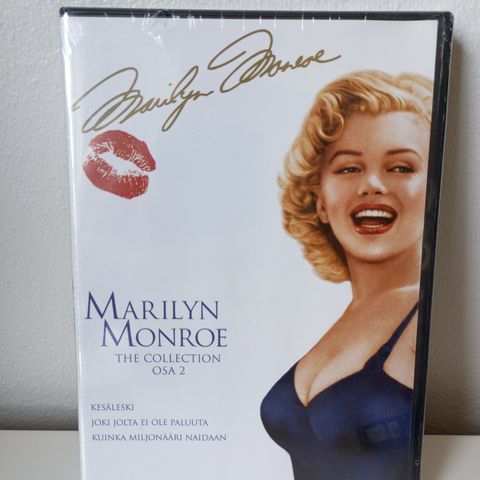 Marilyn Monroe
MARILYN
MONROE
THE COLLECTION
OSA 2
KESÄLESKI
JOKI JOLTA EI OLE PALUUTA
KUINKA MILJONÄÄRI NAIDAAN